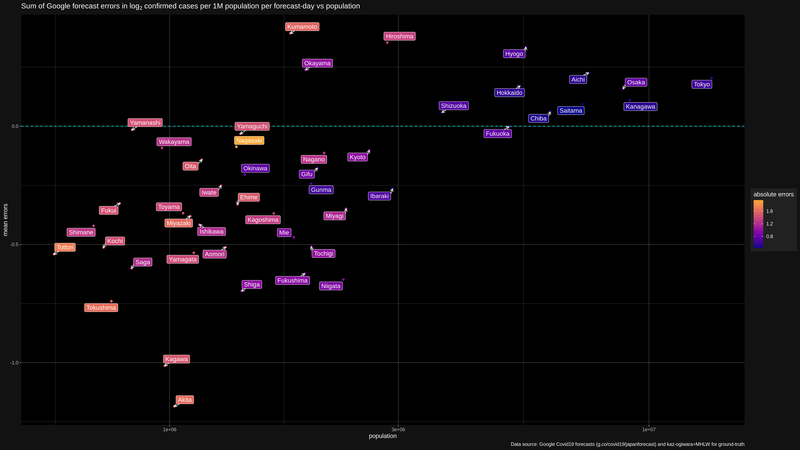 Sum of Google forecast errors in log2 confirmed cases per 1M population per forecast-day vs population
Kumamoto
Hiroshima
Hyogo
Okayama
Aichi
Osaka
Tokyo
Hokkaido
Shizuoka
Kanagawa
Saitama
Chiba
Yamanashi
Yamaguchi
0.0
Fukuoka
Wakayama
Nagasaki
Kyoto
Nagano
Oita
Okinawa
Gifu
Gunma
Iwate
Ehime
Ibaraki
absolute errors
1.6
1.2
0.8
Fukui
Toyama
Miyagi
Miyazaki
Kagoshima
mean errors
Shimane
Ishikawa
Mie
Kochi
Tottori
-0.5
Aomori
Tochigi
Saga
Yamagata
Shiga
Fukushima
Niigata
Tokushima
Kagawa
-1.0
Akita
1e+06
3e+06
1e+07
population
Data source: Google Covid19 forecasts (g.co/covid19/japanforecast) and kaz-ogiwara+MHLW for ground-truth